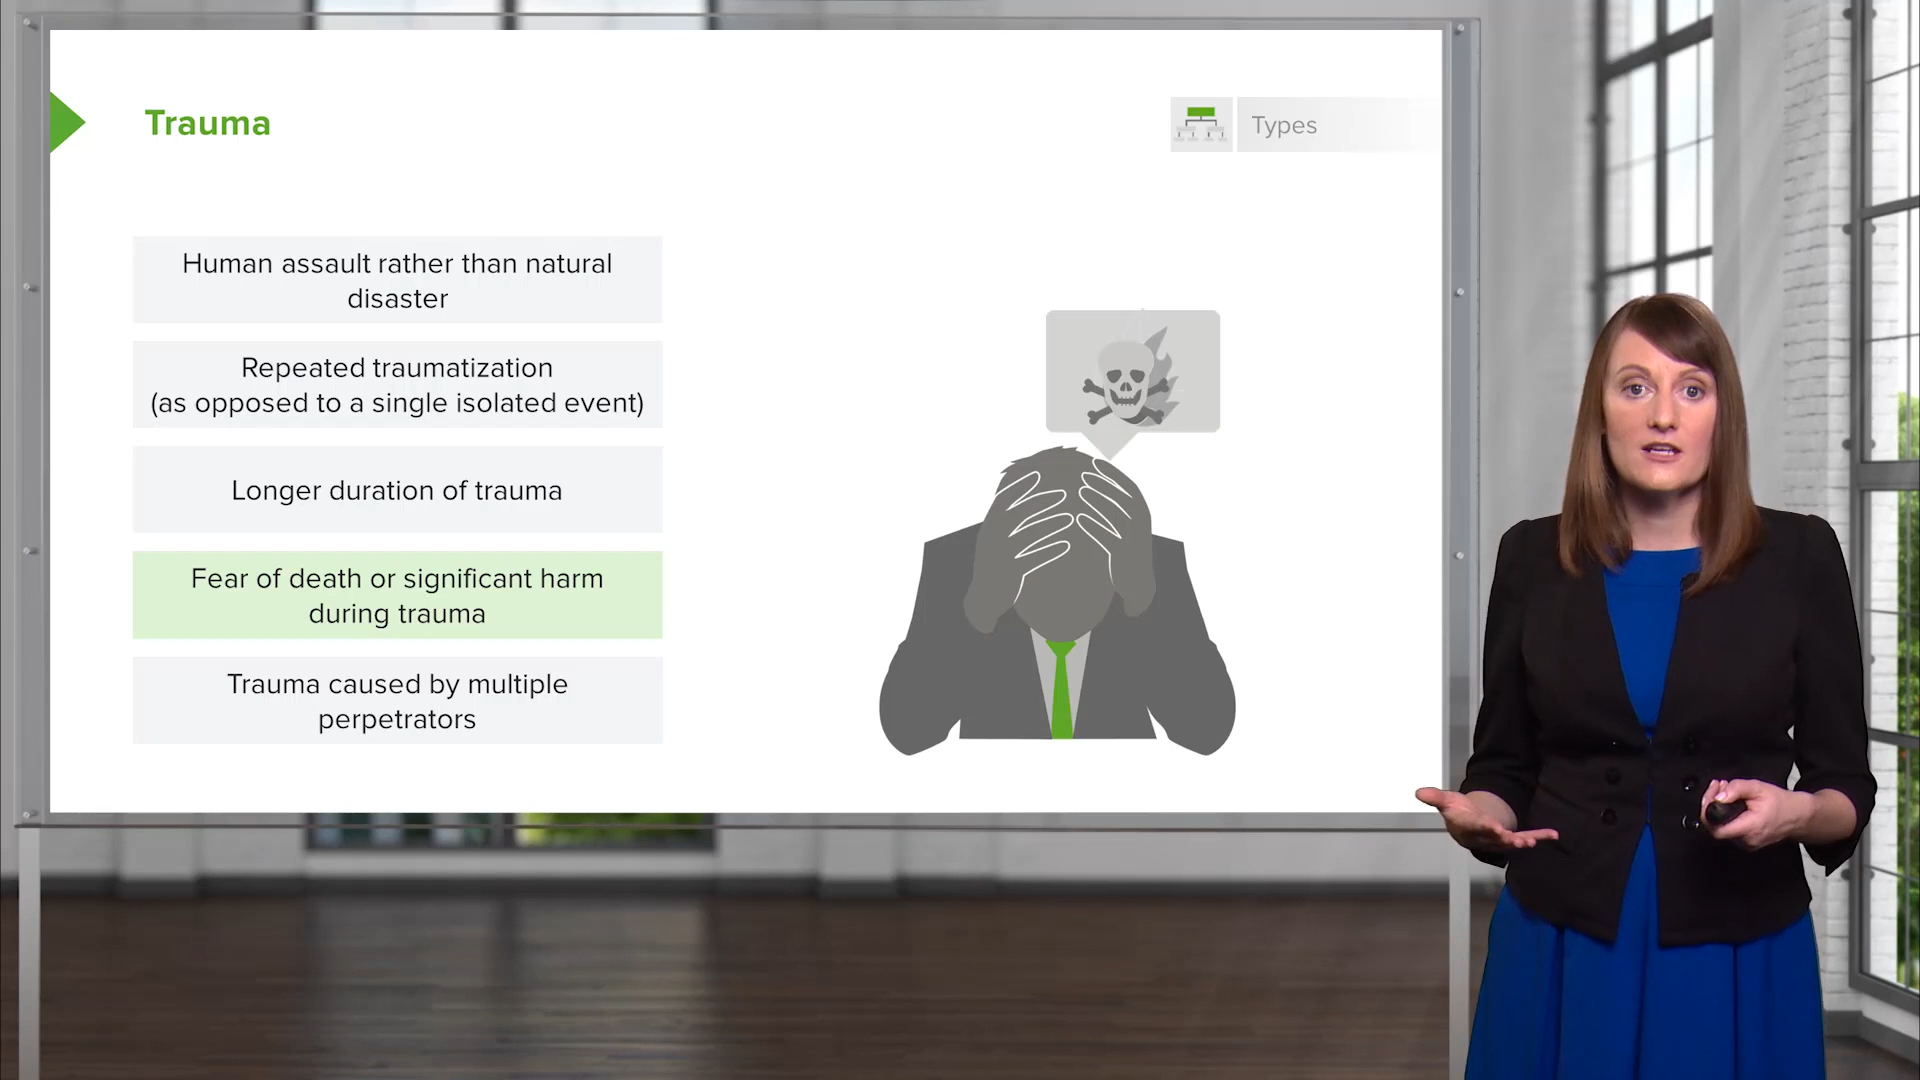 Trauma
Types
Human assault rather than natural
disaster
Repeated traumatization
(as opposed to a single isolated event)
Longer duration of trauma
Fear of death or significant harm
during trauma
Trauma caused by multiple
perpetrators